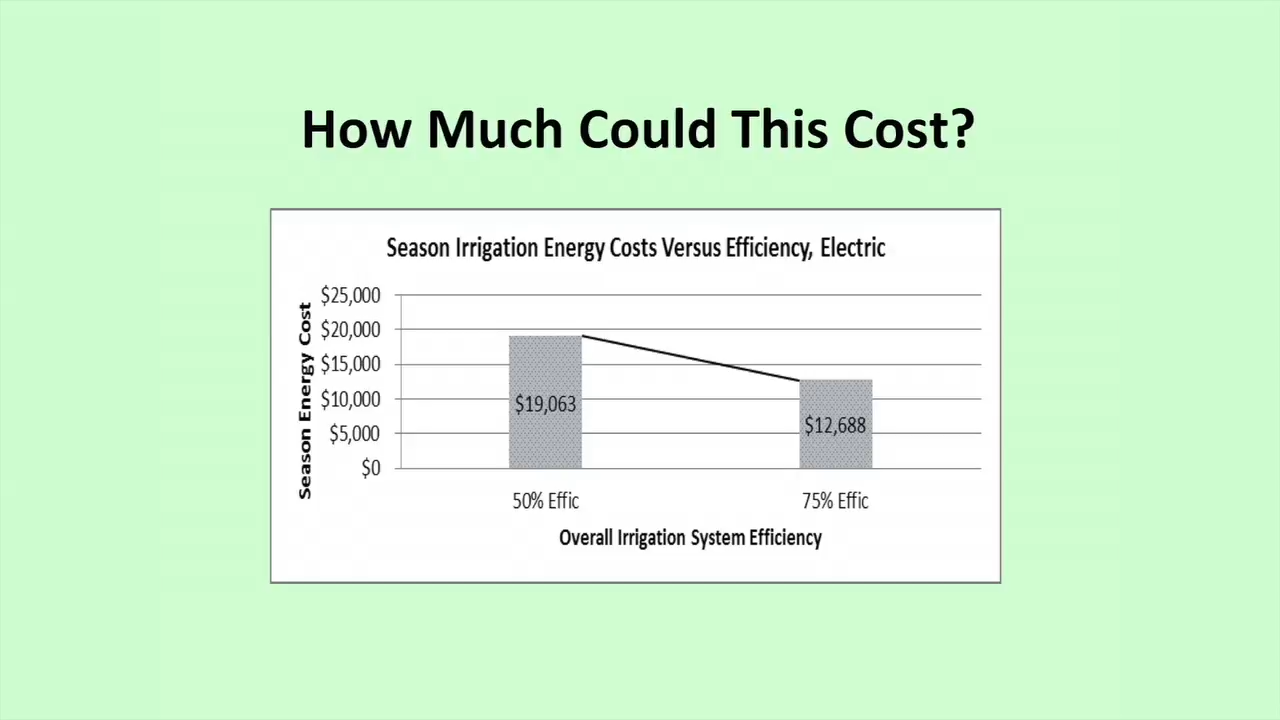 How Much Could This Cost?
Season Irrigation Energy Costs Versus Efficiency, Electric
Season Energy Cost
$25,000
$20,000
$15,000
$10,000
$5,000
$0
$19,063
$12,688
50% Effic
75% Effic
Overall Irrigation System Efficiency